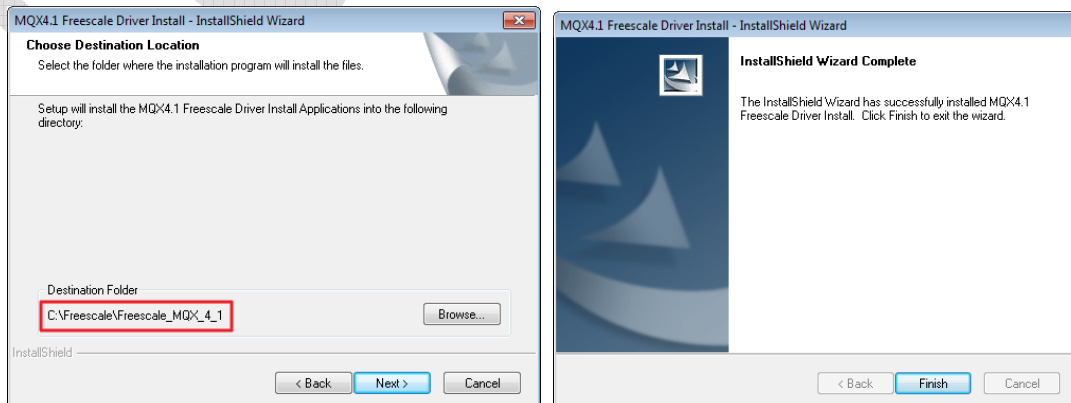 MQX4.1 Freescale Driver Install - InstallShield Wizard
Choose Destination Location
Select the folder where the installation program will install the files.
Setup will install the MQX4.1 Freescale Driver Install Applications into the following
directory:
Destination Folder
C:\Freescale\Freescale_MQX_4_1
Browse...
InstallShield
< Back
Next >
Cancel
MQX4.1 Freescale Driver Install - InstallShield Wizard
InstallShield Wizard Complete
The InstallShield Wizard has successfully installed MQX4.1
Freescale Driver Install. Click Finish to exit the wizard.
< Back
Finish
Cancel